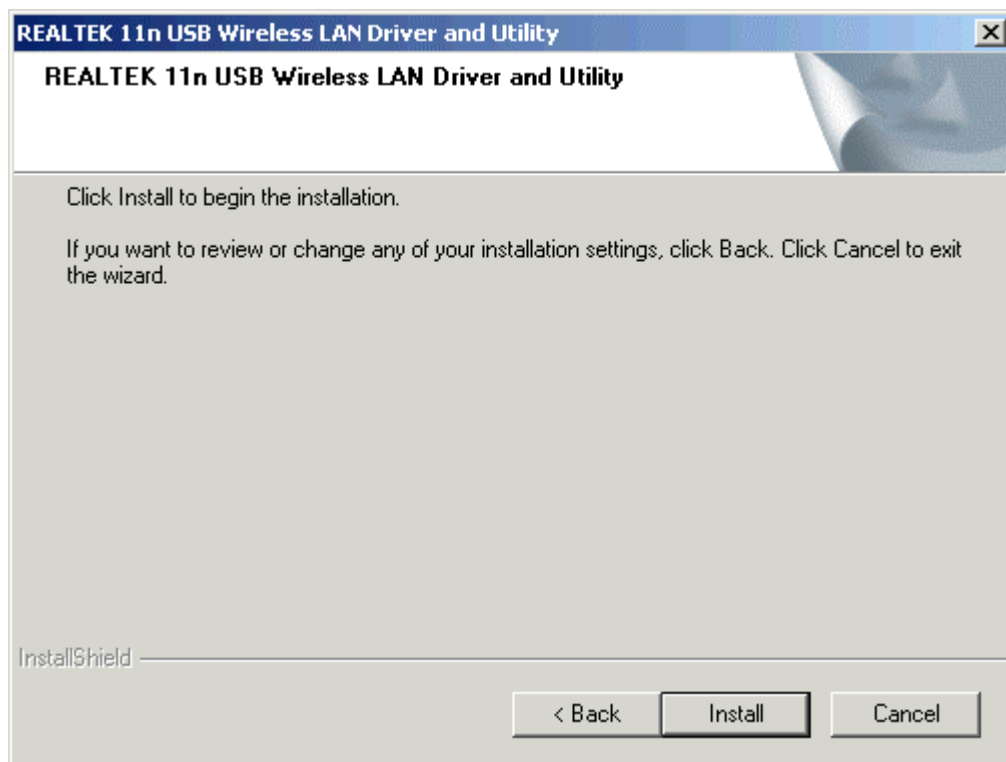 REALTEK 11n USB Wireless LAN Driver and Utility
REALTEK 11n USB Wireless LAN Driver and Utility
Click Install to begin the installation.
If you want to review or change any of your installation settings, click Back. Click Cancel to exit
the wizard.
InstallShield
< Back Install Cancel